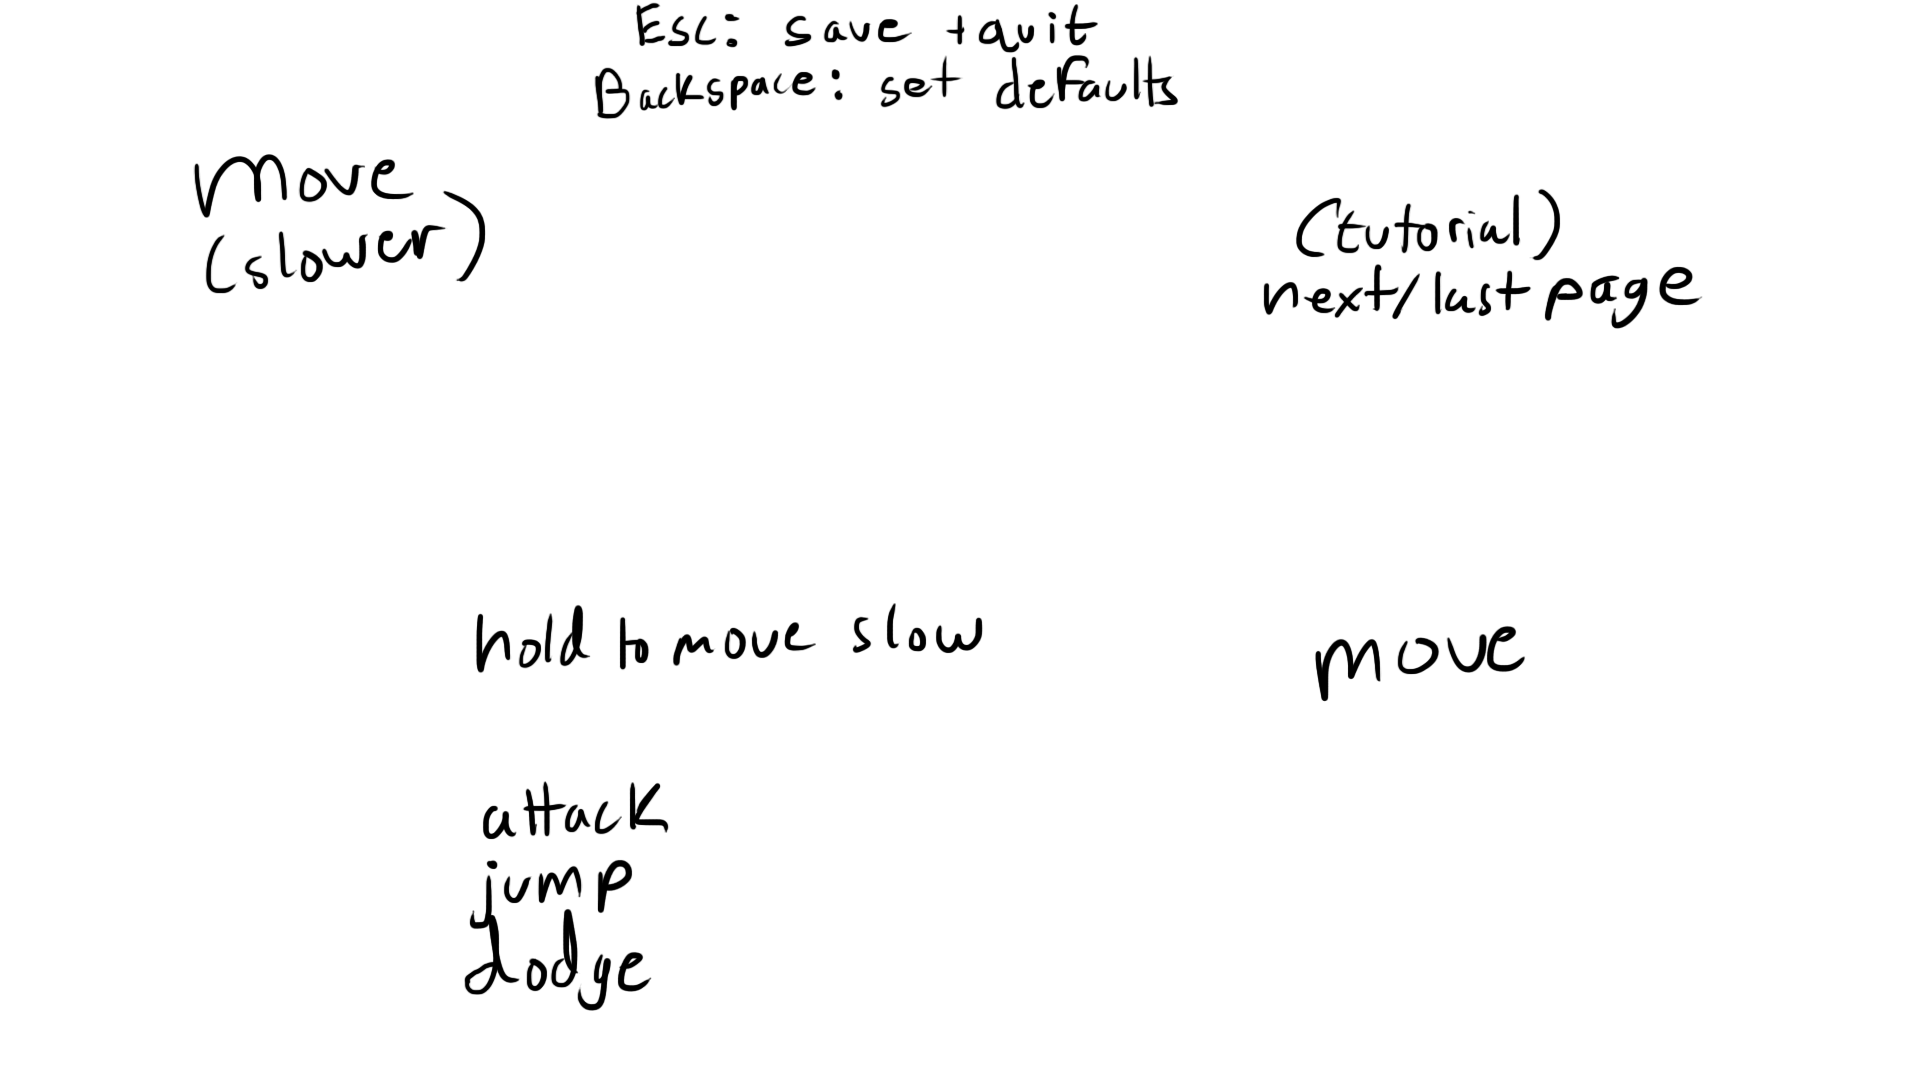 Esc: save + quit
Backspace: set defaults
move
(slower)
(tutorial)
next/last page
hold to move slow
move
attack
jump
dodge